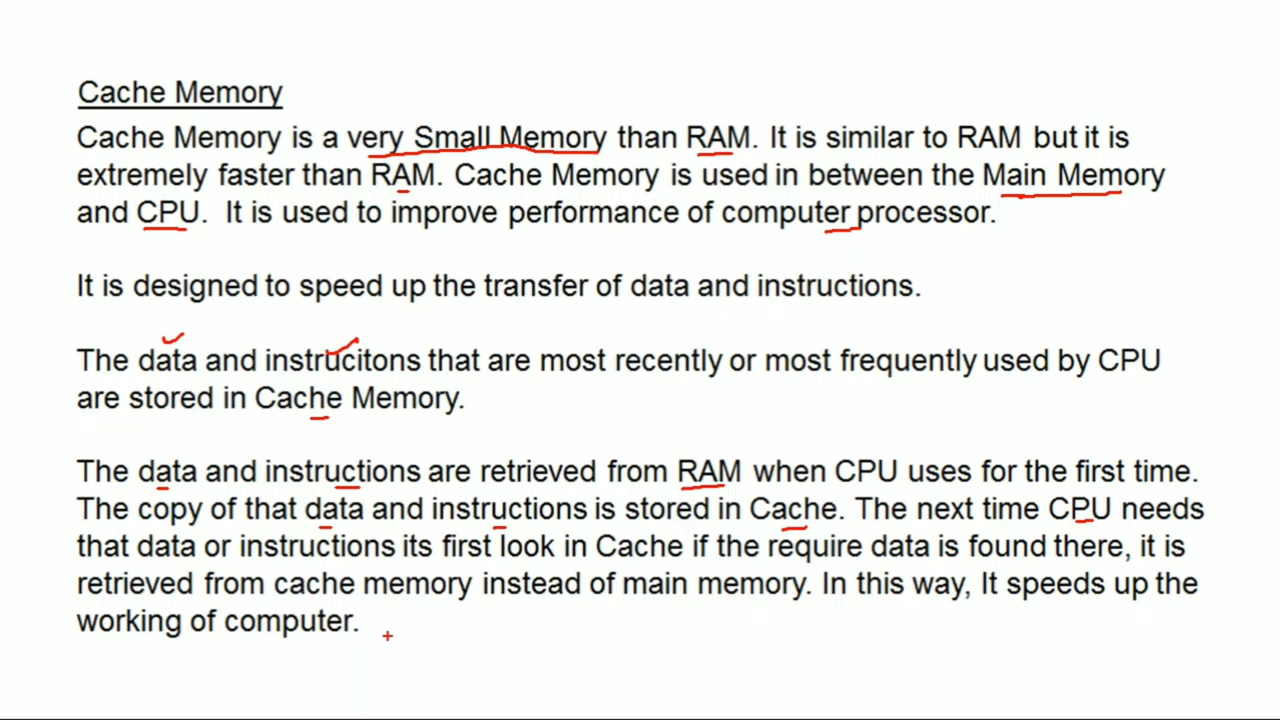 Cache Memory
Cache Memory is a very Small Memory than RAM. It is similar to RAM but it is
extremely faster than RAM. Cache Memory is used in between the Main Memory
and CPU. It is used to improve performance of computer processor.
It is designed to speed up the transfer of data and instructions.
The data and instrucitons that are most recently or most frequently used by CPU
are stored in Cache Memory.
The data and instructions are retrieved from RAM when CPU uses for the first time.
The copy of that data and instructions is stored in Cache. The next time CPU needs
that data or instructions its first look in Cache if the require data is found there, it is
retrieved from cache memory instead of main memory. In this way, It speeds up the
working of computer.